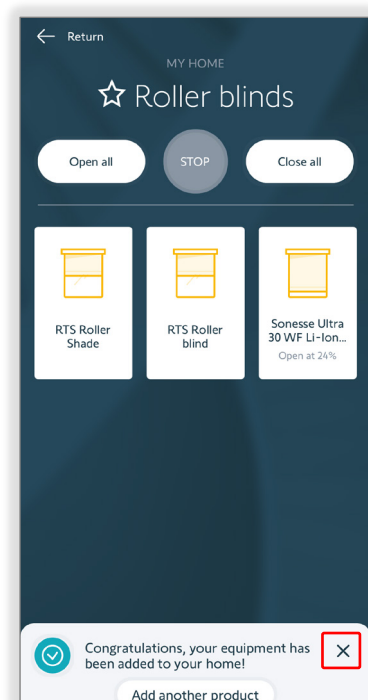 Return
MY HOME
Roller blinds
Open all
STOP
Close all
RTS Roller
Shade
RTS Roller
blind
Sonesse Ultra
30 WF Li-Ion...
Open at 24%
Congratulations, your equipment has
been added to your home!
Add another product